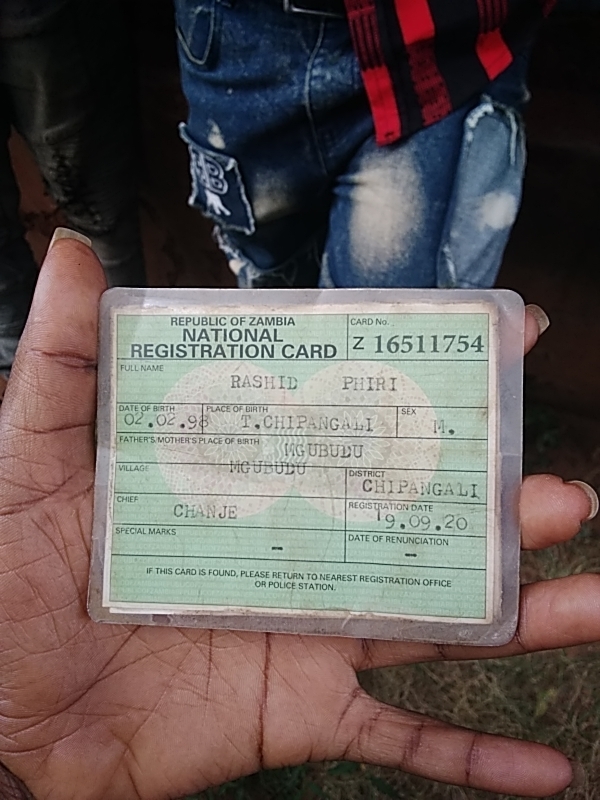 REPUBLIC OF ZAMBIA
NATIONAL
REGISTRATION CARD
CARD No.
Z 16511754
FULL NAME
RASHID PHIRI
DATE OF BIRTH
02.02.98
PLACE OF BIRTH
T.CHIPANGALI
SEX
M.
FATHER'S/MOTHER'S PLACE OF BIRTH
MGUBUDU
VILLAGE
MGUBUDU
DISTRICT
CHIPANGALI
CHIEF
CHANJE
REGISTRATION DATE
19.09.20
SPECIAL MARKS
-
DATE OF RENUNCIATION
-
IF THIS CARD IS FOUND, PLEASE RETURN TO NEAREST REGISTRATION OFFICE
OR POLICE STATION.